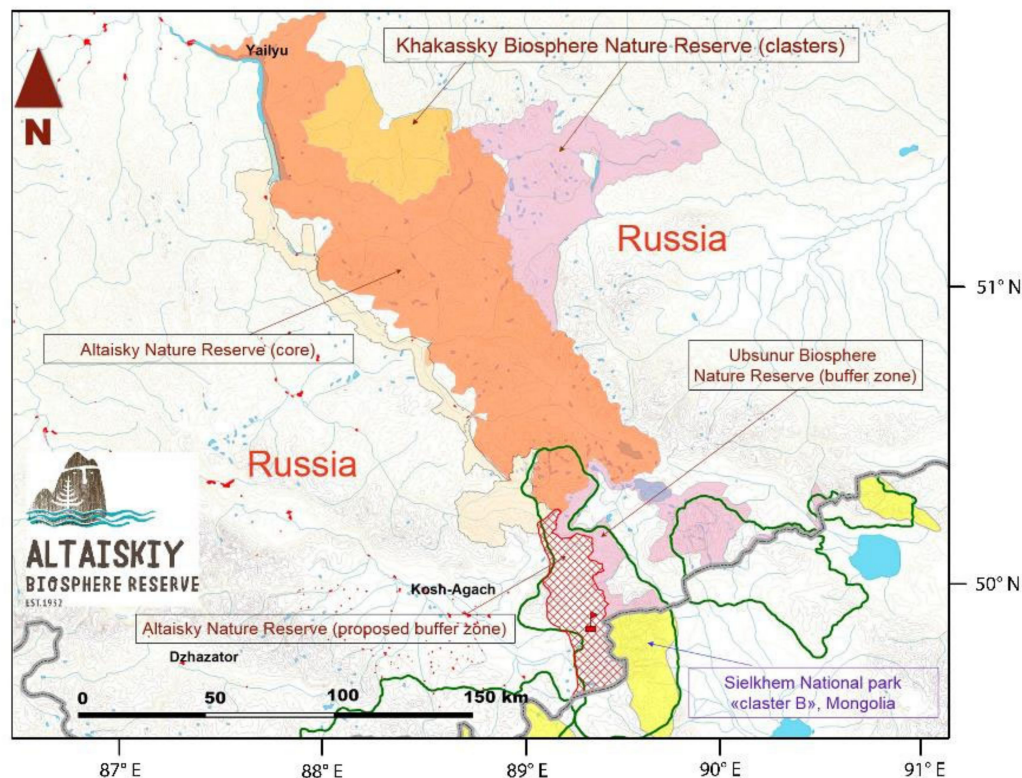 Yailyu
Khakassky Biosphere Nature Reserve (clasters)
N
Russia
51° N
Altaisky Nature Reserve (core)
Ubsunur Biosphere
Nature Reserve (buffer zone)
Russia
ALTAISKIY
BIOSPHERE RESERVE
EST.1932
50° N
Kosh-Agach
Altaisky Nature Reserve (proposed buffer zone)
Dzhazator
Sielkhem National park
«claster B», Mongolia
0 50 100 150 km
87° E 88° E 89° E 90° E 91° E